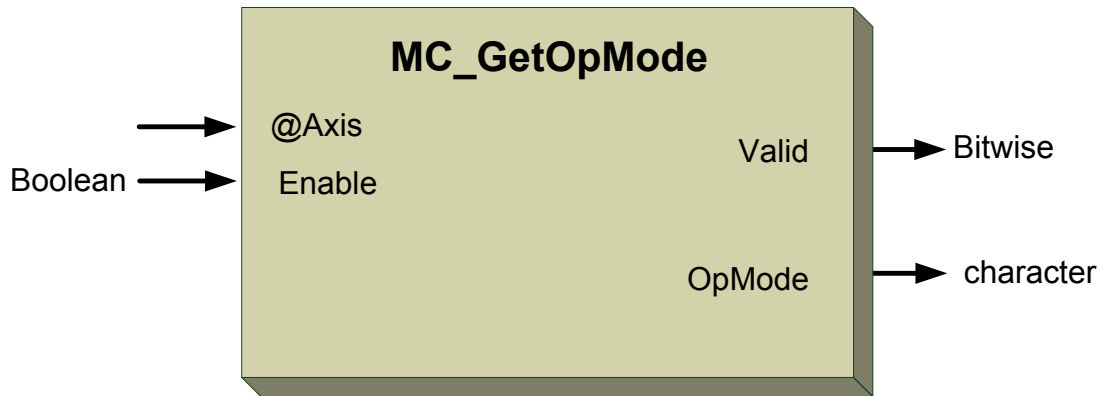 MC_GetOpMode
@Axis
Valid Bitwise
Boolean Enable
OpMode character